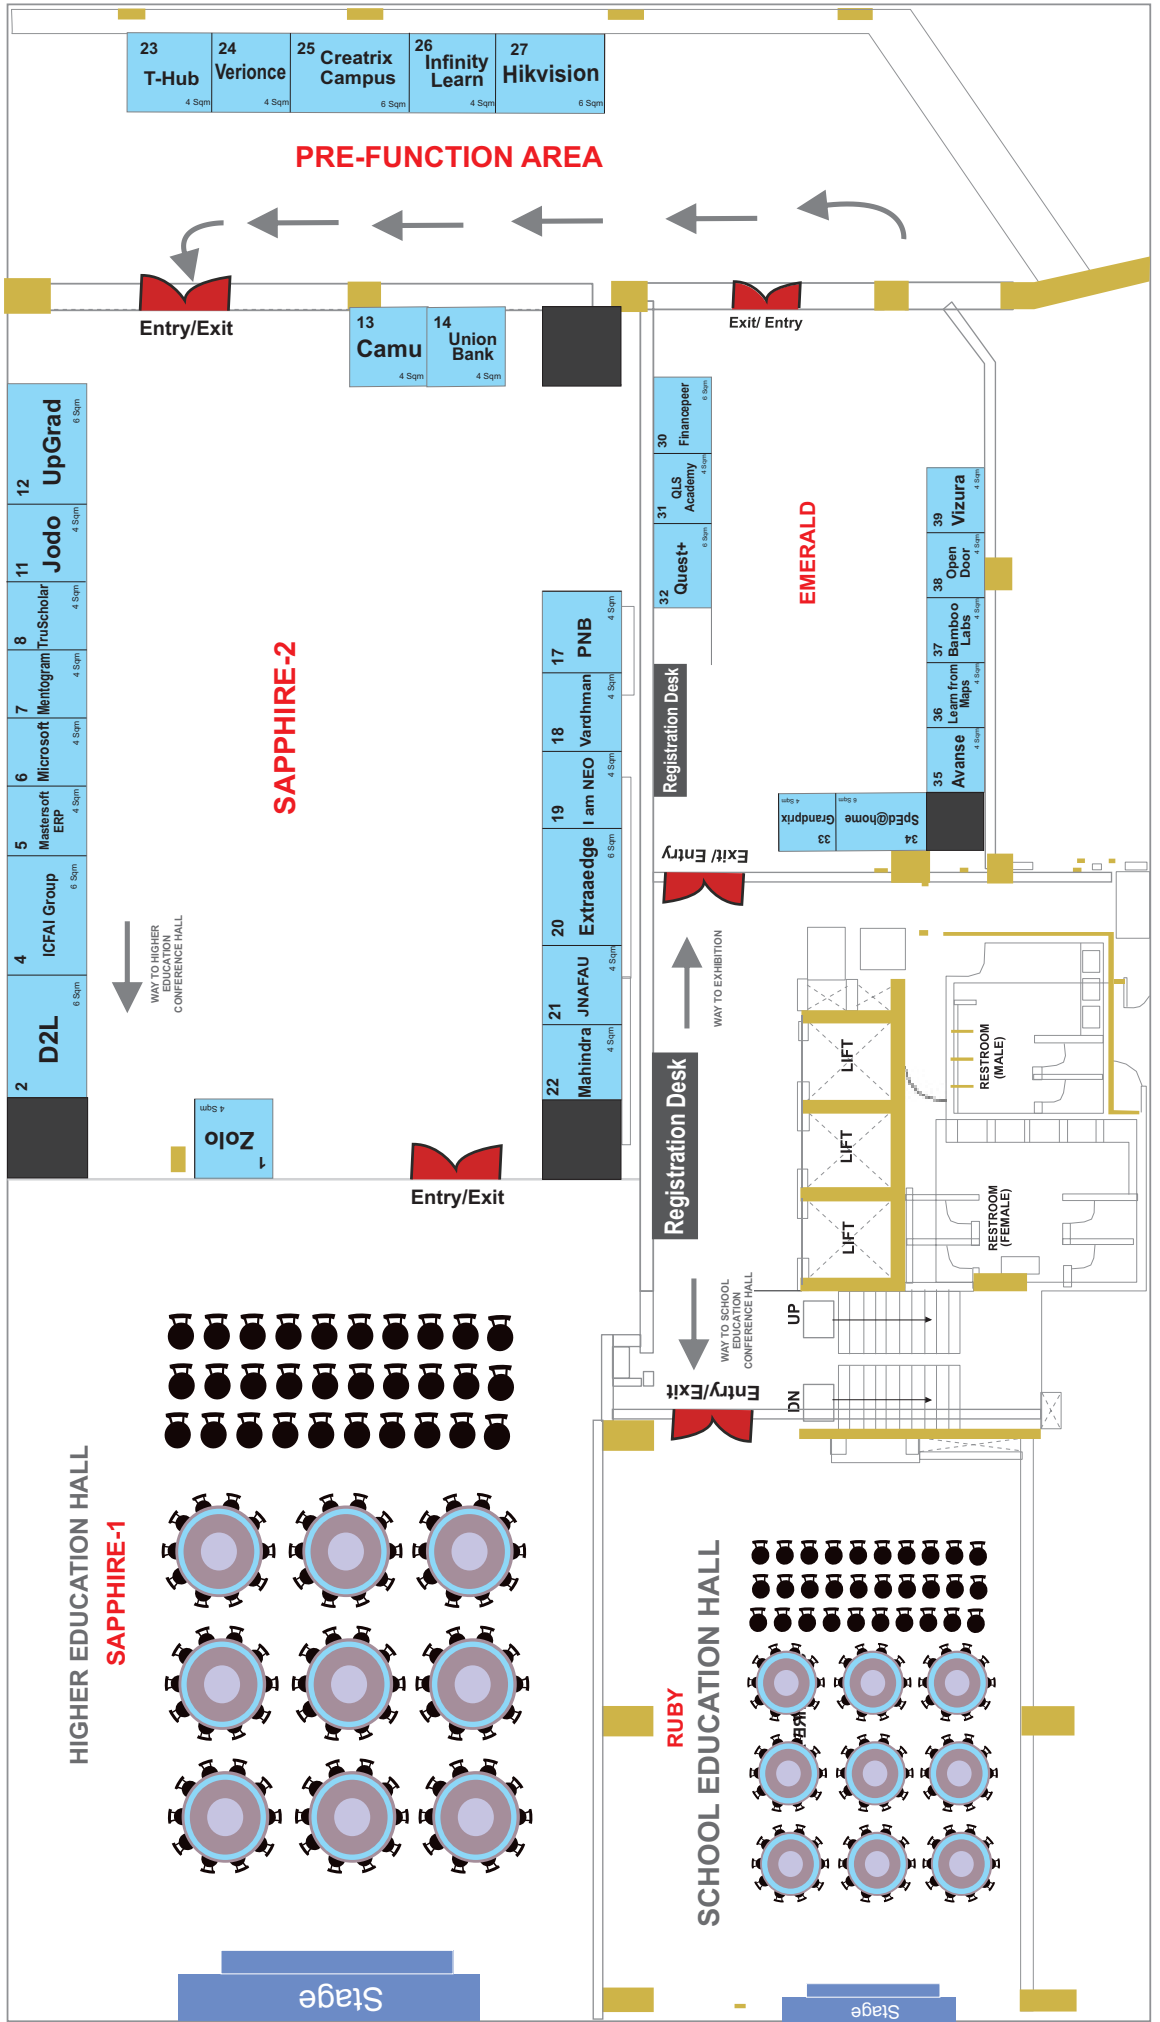 23
T-Hub
4 Sqm
24
Verionce
4 Sqm
25
Creatrix
Campus
6 Sqm
26
Infinity
Learn
4 Sqm
27
Hikvision
6 Sqm
PRE-FUNCTION AREA
Entry/Exit
Exit/ Entry
13
Camu
4 Sqm
14
Union
Bank
4 Sqm
12
UpGrad
6 Sqm
11
Jodo
4 Sqm
8
TruScholar
4 Sqm
7
Mentogram
4 Sqm
6
Microsoft
4 Sqm
5
Mastersoft
ERP
4 Sqm
4
ICFAI Group
6 Sqm
2
D2L
6 Sqm
WAY TO HIGHER
EDUCATION
CONFERENCE HALL
SAPPHIRE-2
1
Zolo
4 Sqm
Entry/Exit
17
PNB
4 Sqm
18
Vardhman
4 Sqm
19
I am NEO
4 Sqm
20
Extraaedge
6 Sqm
21
JNAFAU
4 Sqm
22
Mahindra
4 Sqm
30
Financepeer
6 Sqm
31
QLS
Academy
4 Sqm
32
Quest+
6 Sqm
EMERALD
39
Vizura
4 Sqm
38
Open
Door
4 Sqm
37
Bamboo
Labs
4 Sqm
36
Learn from
Maps
4 Sqm
35
Avanse
4 Sqm
33
Grandprix
4 Sqm
34
SpEd@home
6 Sqm
Registration Desk
Exit/ Entry
WAY TO EXHIBITION
Registration Desk
LIFT
LIFT
LIFT
RESTROOM
(MALE)
RESTROOM
(FEMALE)
WAY TO SCHOOL
EDUCATION
CONFERENCE HALL
UP
DN
Entry/Exit
HIGHER EDUCATION HALL
SAPPHIRE-1
Stage
RUBY
SCHOOL EDUCATION HALL
Stage